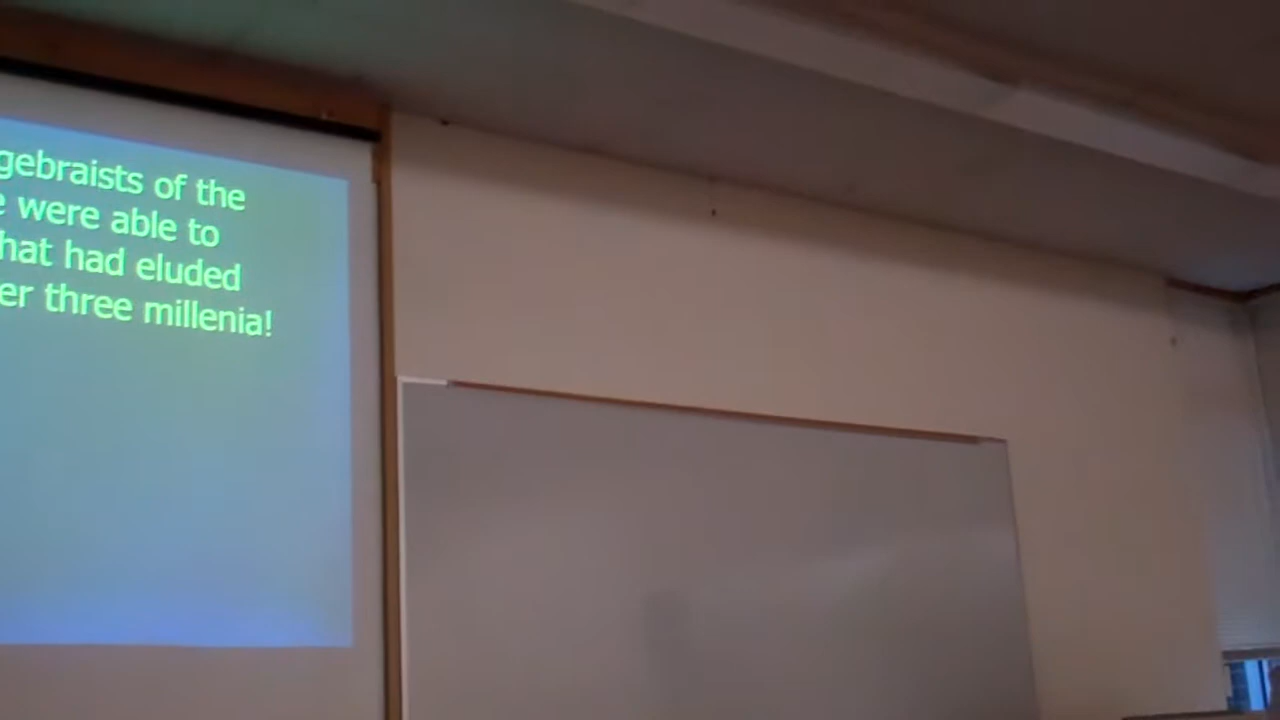 gebraists of the
were able to
hat had eluded
er three millenia!